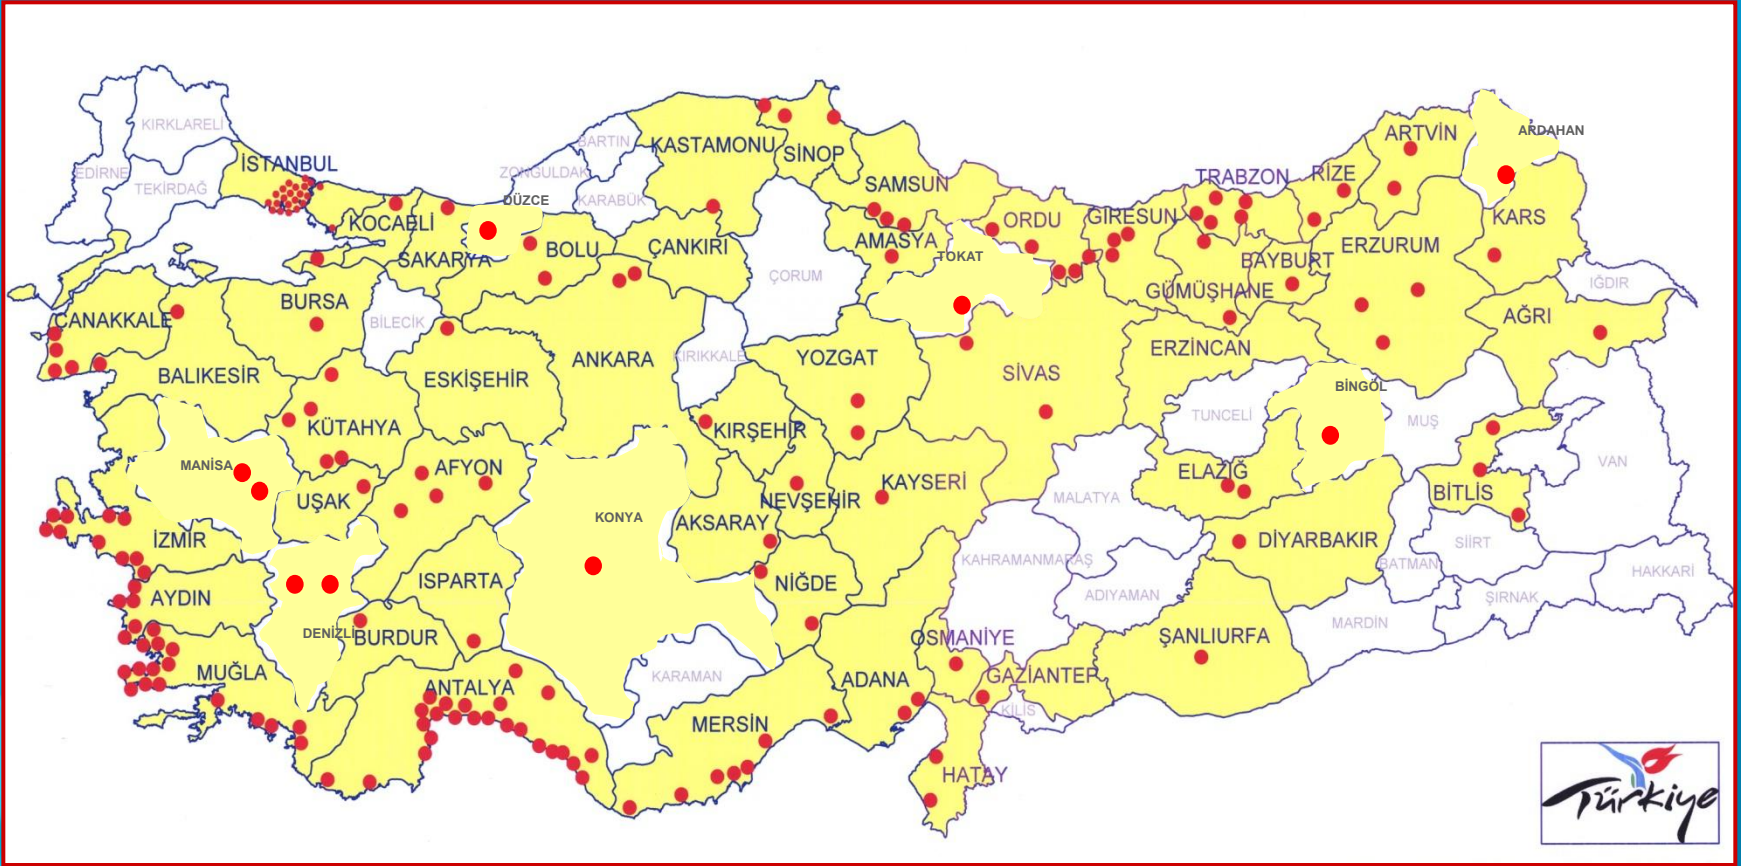 KIRKLARELİ
EDİRNE
TEKİRDAĞ
İSTANBUL
KOCAELİ
SAKARYA
DÜZCE
ZONGULDAK
BARTIN
KARABÜK
BOLU
KASTAMONU
ÇANKIRI
SİNOP
SAMSUN
AMASYA
ÇORUM
TOKAT
ORDU
GİRESUN
TRABZON
RİZE
ARTVİN
ARDAHAN
KARS
ERZURUM
BAYBURT
GÜMÜŞHANE
IĞDIR
AĞRI
ÇANAKKALE
BURSA
BİLECİK
BALIKESİR
ESKİŞEHİR
ANKARA
KIRIKKALE
YOZGAT
SİVAS
ERZİNCAN
TUNCELİ
BİNGÖL
MUŞ
VAN
KÜTAHYA
KIRŞEHİR
MANİSA
UŞAK
AFYON
KONYA
AKSARAY
NEVŞEHİR
KAYSERİ
MALATYA
ELAZIĞ
BİTLİS
İZMİR
ISPARTA
NİĞDE
KAHRAMANMARAŞ
ADIYAMAN
DİYARBAKIR
BATMAN
SİİRT
ŞIRNAK
HAKKARİ
AYDIN
DENİZLİ
BURDUR
MUĞLA
ANTALYA
KARAMAN
MERSİN
ADANA
OSMANİYE
GAZİANTEP
KİLİS
ŞANLIURFA
MARDİN
HATAY
Türkiye